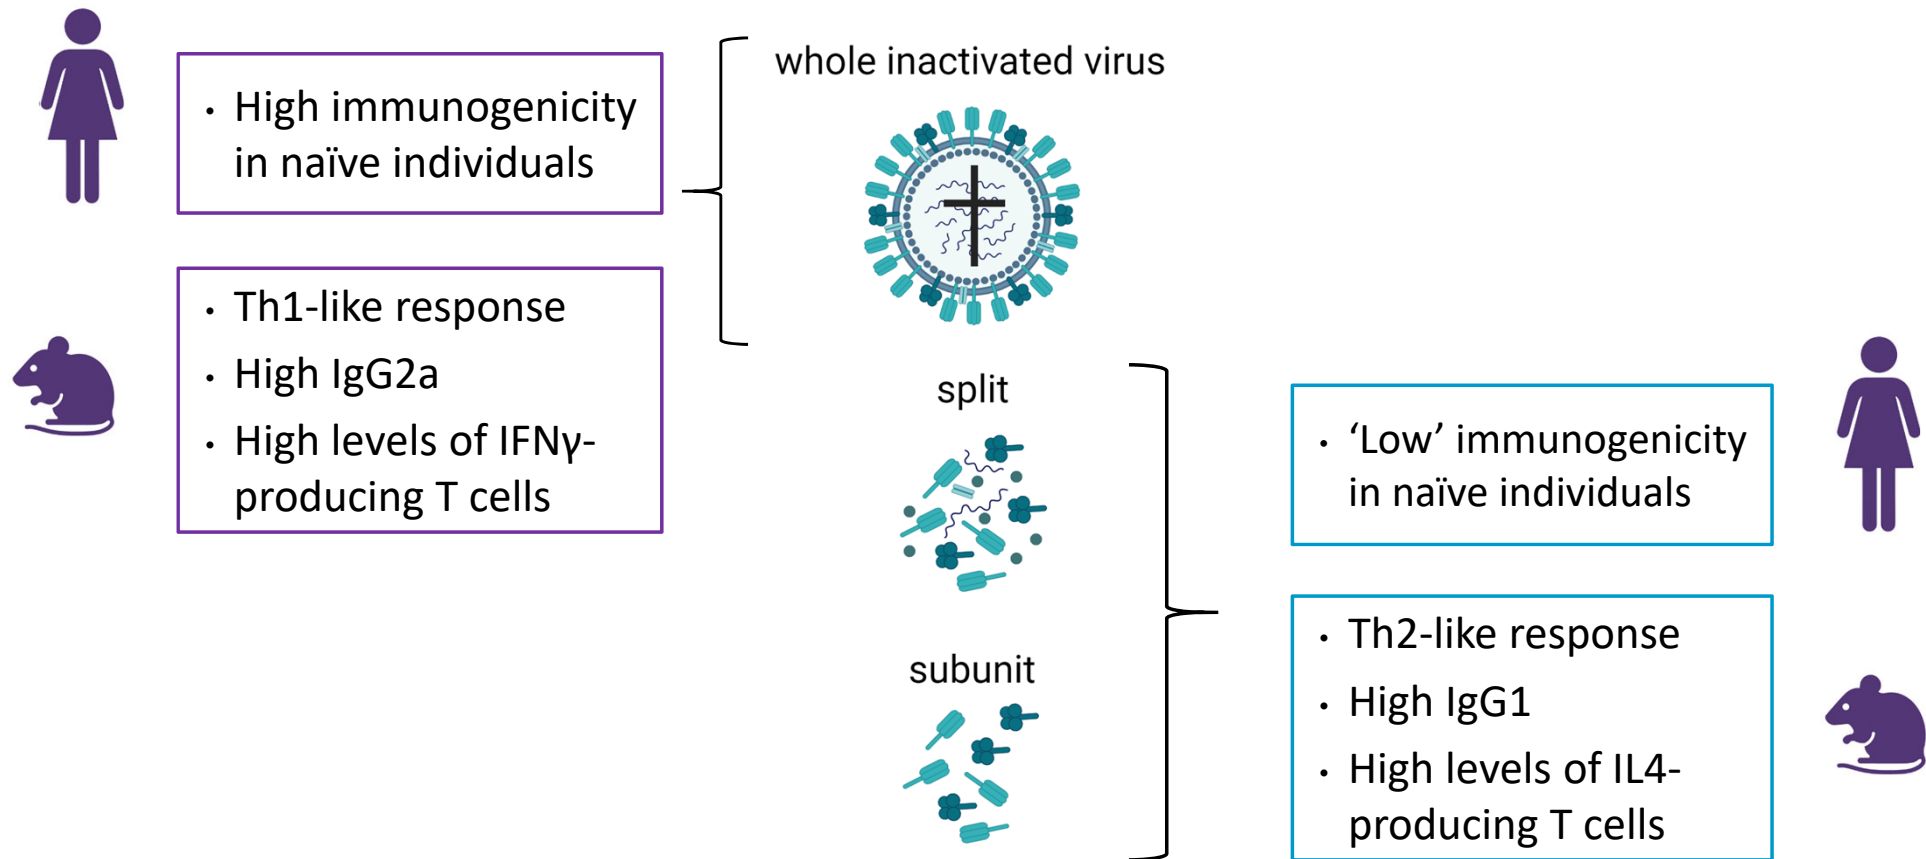 whole inactivated virus
• High immunogenicity
in naïve individuals
• Th1-like response
• High IgG2a
• High levels of IFNγ-
producing T cells
split
• ‘Low’ immunogenicity
in naïve individuals
subunit
• Th2-like response
• High IgG1
• High levels of IL4-
producing T cells